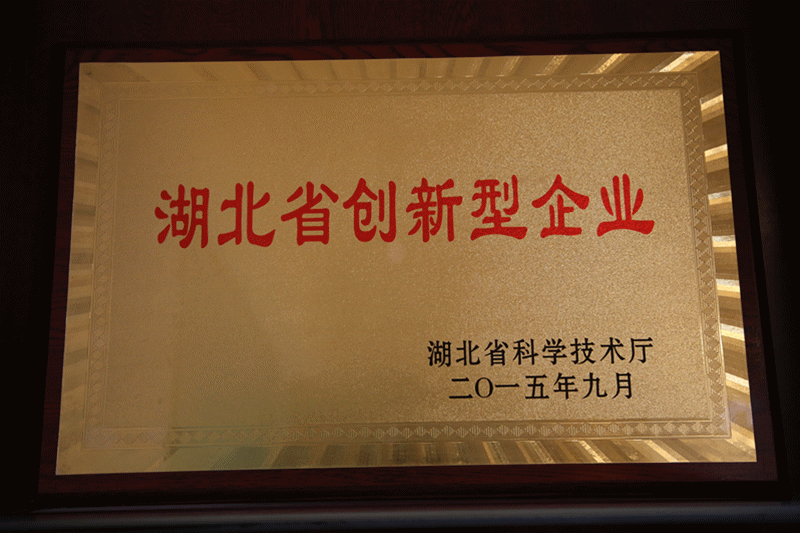 湖北省创新型企业
湖北省科学技术厅
二〇一五年九月